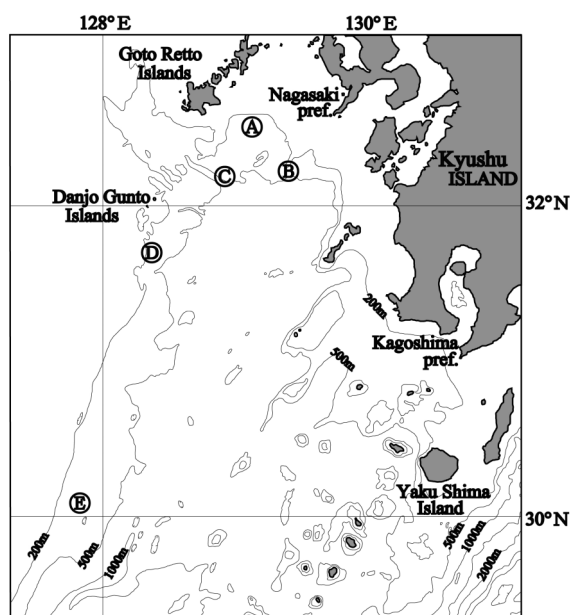 128° E
130° E
Goto Retto
Islands
Nagasaki
pref.
A
B
C
Kyushu
ISLAND
Danjo Gunto
Islands
32° N
D
200m
500m
Kagoshima
pref.
Yaku Shima
Island
E
30° N
200m
500m
1000m
500m
1000m
2000m